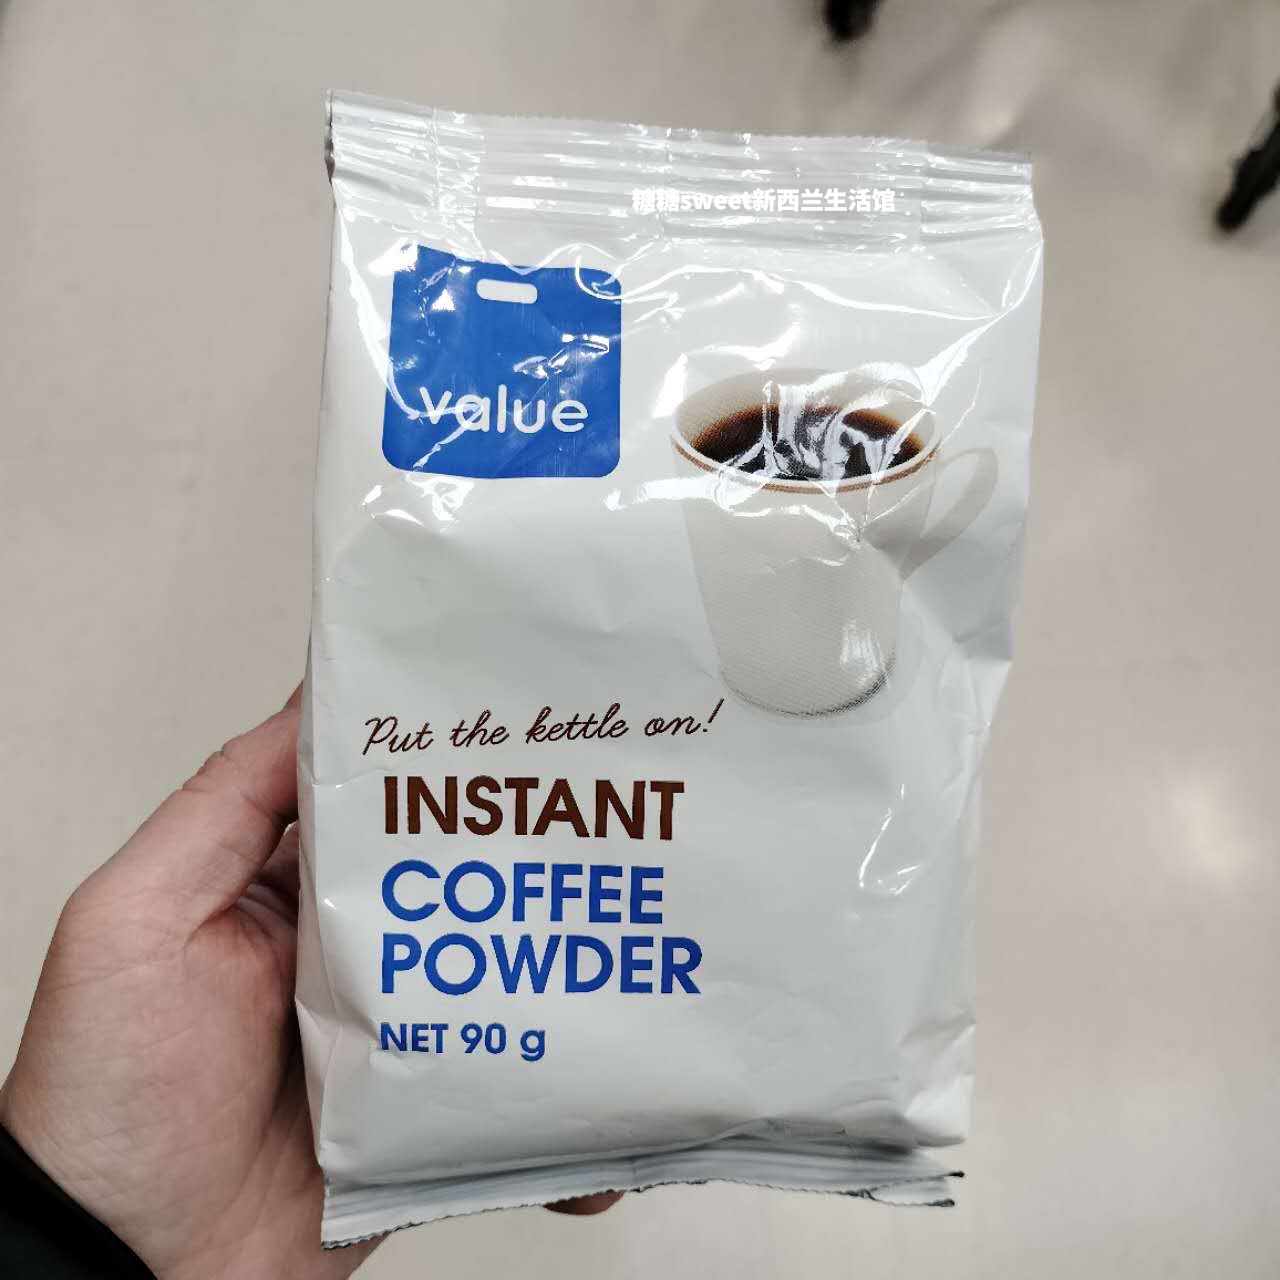 糖糖sweet新西兰生活馆
value
Put the kettle on!
INSTANT
COFFEE
POWDER
NET 90 g